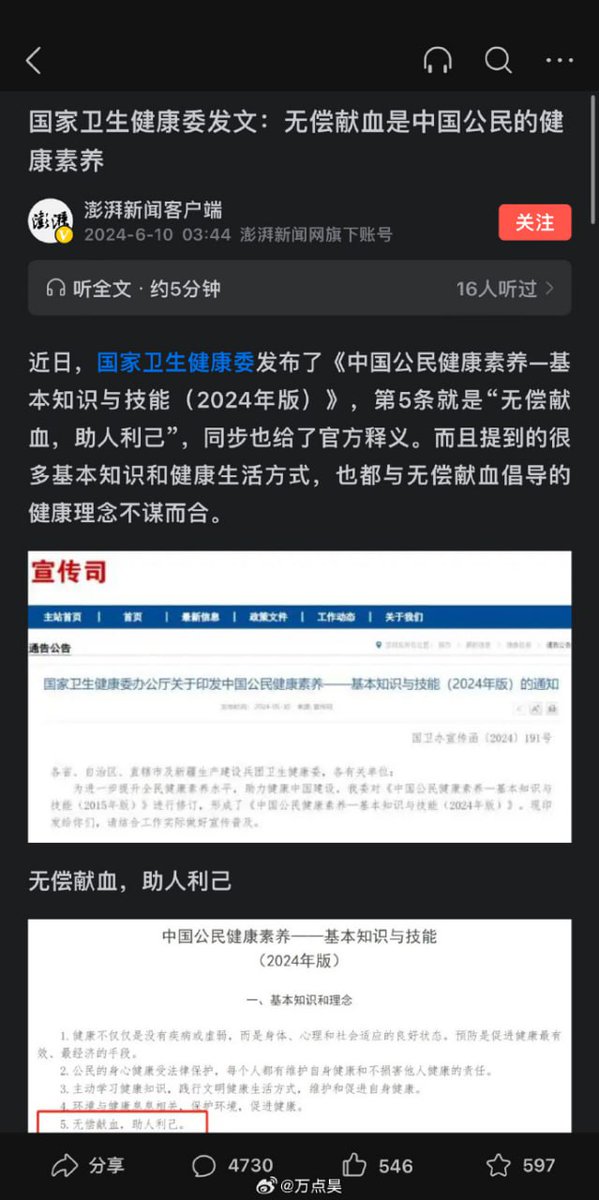 国家卫生健康委发文：无偿献血是中国公民的健
康素养
澎湃
澎湃新闻客户端
2024-6-10 03:44 澎湃新闻网旗下账号
关注
听全文·约5分钟
16人听过
近日，国家卫生健康委发布了《中国公民健康素养—基
本知识与技能（2024年版）》，第5条就是“无偿献
血，助人利己”，同步也给了官方释义。而且提到的很
多基本知识和健康生活方式，也都与无偿献血倡导的
健康理念不谋而合。
宣传司
主站首页 | 首页 | 最新信息 | 政策文件 | 工作动态 | 关于我们
通告公告
国家卫生健康委办公厅关于印发中国公民健康素养——基本知识与技能（2024年版）的通知
国卫办宣传函〔2024〕191号
各省、自治区、直辖市及新疆生产建设兵团卫生健康委，各有关单位：
为进一步提升全民健康素养水平，助力健康中国建设，我委对《中国公民健康素养—基本知识与
技能（2015年版）》进行修订，形成了《中国公民健康素养—基本知识与技能（2024年版）》。现印
发给你们，请结合工作实际做好宣传普及。
无偿献血，助人利己
中国公民健康素养——基本知识与技能
（2024年版）
一、基本知识和理念
1.健康不仅仅是没有疾病或虚弱，而是身体、心理和社会适应的良好状态。预防是促进健康最有
效、最经济的手段。
2.公民的身心健康受法律保护，每个人都有维护自身健康和不损害他人健康的责任。
3.主动学习健康知识，践行文明健康生活方式，维护和促进自身健康。
4.环境与健康息息相关，保护环境，促进健康。
5.无偿献血，助人利己。
分享
4730
546
597
@万点昊